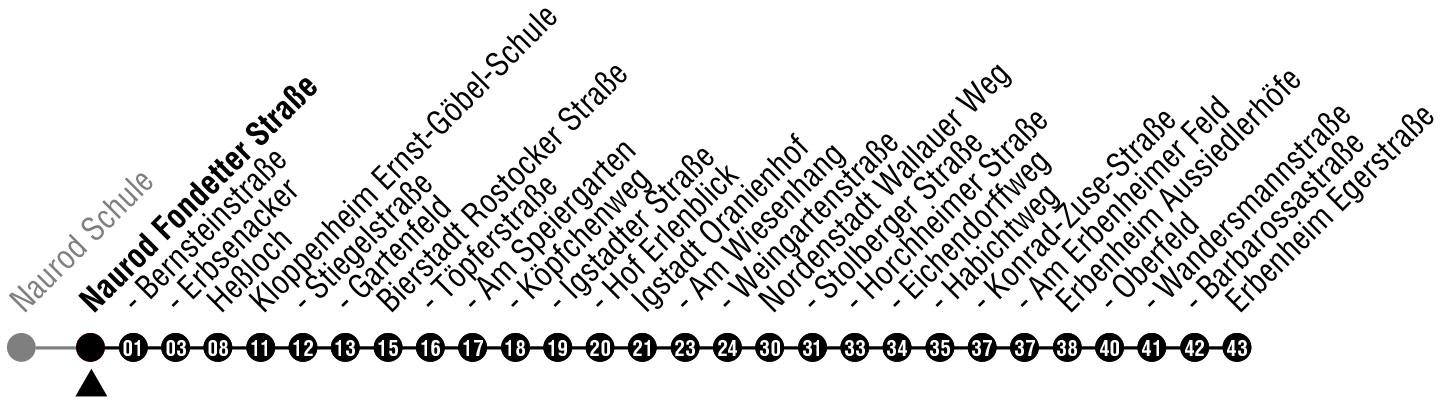 Naurod Schule
Naurod Fondetter Straße
- Bernsteinstraße
- Erbsenacker
Heßloch
Kloppenheim Ernst-Göbel-Schule
- Stiegelstraße
- Gartenfeld
Bierstadt Rostocker Straße
- Töpferstraße
- Am Speiergarten
- Köpfchenweg
- Igstadter Straße
- Hof Erlenblick
Igstadt Oranienhof
- Am Wiesenhang
- Weingartenstraße
Nordenstadt Wallauer Weg
- Stolberger Straße
- Horchheimer Straße
- Eichendorffweg
- Habichtweg
- Konrad-Zuse-Straße
- Am Erbenheimer Feld
Erbenheim Aussiedlerhöfe
- Oberfeld
- Wandersmannstraße
- Barbarossastraße
Erbenheim Egerstraße
01 03 08 11 12 13 15 16 17 18 19 20 21 23 24 30 31 33 34 35 37 37 38 40 41 42 43